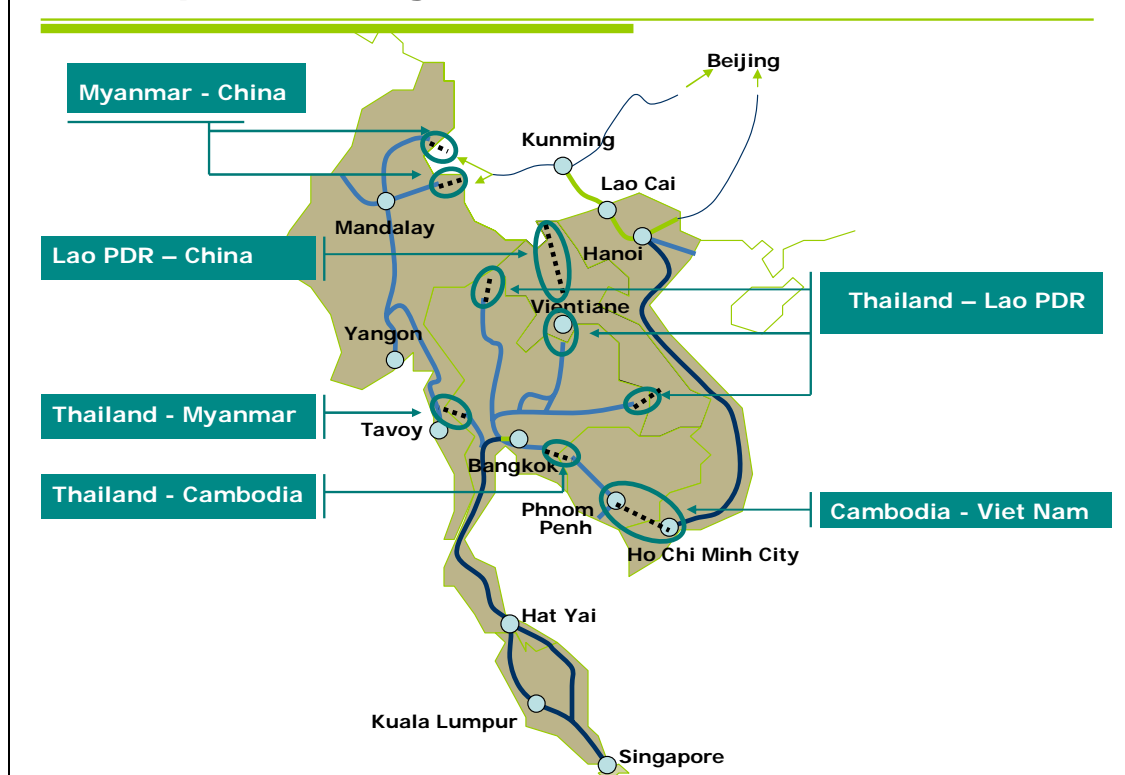 Beijing
Myanmar - China
Kunming
Lao Cai
Mandalay
Hanoi
Lao PDR – China
Thailand – Lao PDR
Vientiane
Yangon
Thailand - Myanmar
Tavoy
Bangkok
Thailand - Cambodia
Phnom
Penh
Cambodia - Viet Nam
Ho Chi Minh City
Hat Yai
Kuala Lumpur
Singapore